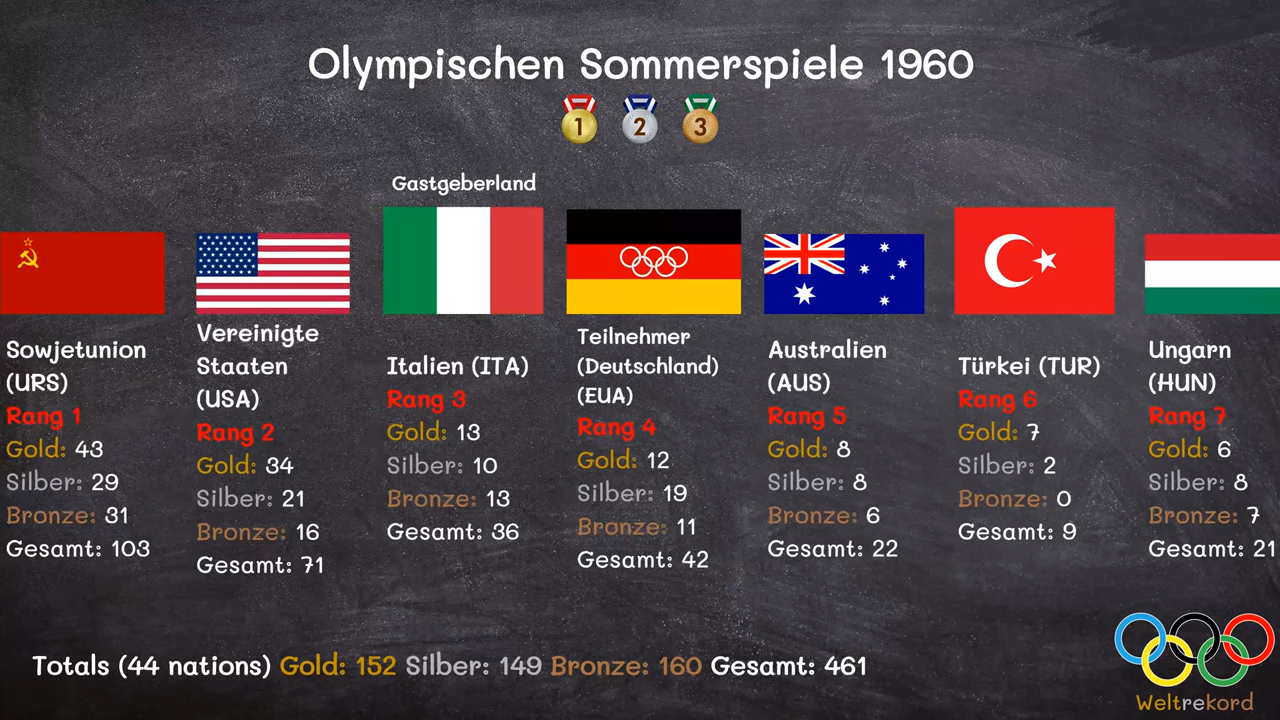 Olympischen Sommerspiele 1960
1 2 3
Gastgeberland
Sowjetunion
(URS)
Rang 1
Gold: 43
Silber: 29
Bronze: 31
Gesamt: 103
Vereinigte
Staaten
(USA)
Rang 2
Gold: 34
Silber: 21
Bronze: 16
Gesamt: 71
Italien (ITA)
Rang 3
Gold: 13
Silber: 10
Bronze: 13
Gesamt: 36
Teilnehmer
(Deutschland)
(EUA)
Rang 4
Gold: 12
Silber: 19
Bronze: 11
Gesamt: 42
Australien
(AUS)
Rang 5
Gold: 8
Silber: 8
Bronze: 6
Gesamt: 22
Türkei (TUR)
Rang 6
Gold: 7
Silber: 2
Bronze: 0
Gesamt: 9
Ungarn
(HUN)
Rang 7
Gold: 6
Silber: 8
Bronze: 7
Gesamt: 21
Totals (44 nations) Gold: 152 Silber: 149 Bronze: 160 Gesamt: 461
Weltrekord